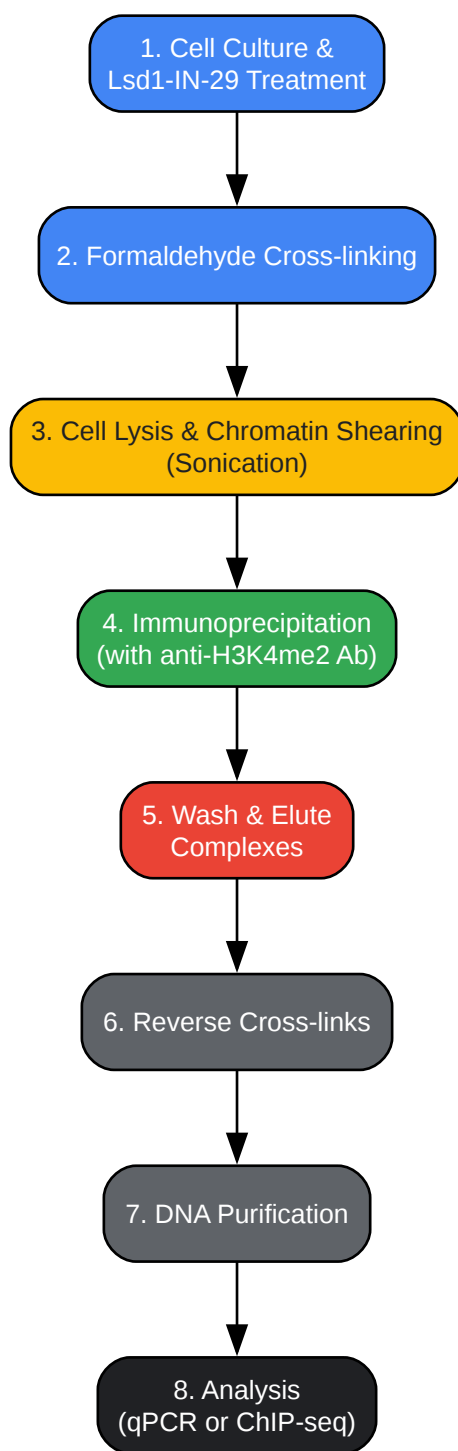 1. Cell Culture &
Lsd1-IN-29 Treatment
2. Formaldehyde Cross-linking
3. Cell Lysis & Chromatin Shearing
(Sonication)
4. Immunoprecipitation
(with anti-H3K4me2 Ab)
5. Wash & Elute
Complexes
6. Reverse Cross-links
7. DNA Purification
8. Analysis
(qPCR or ChIP-seq)